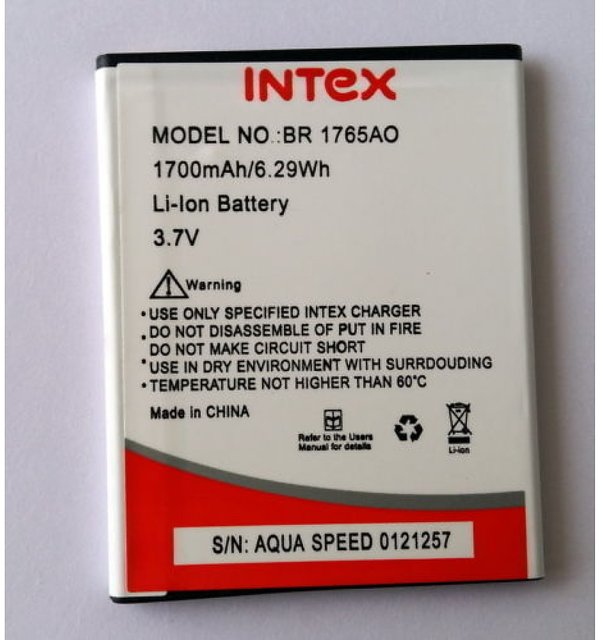 INTEX
MODEL NO.:BR 1765AO
1700mAh/6.29Wh
Li-Ion Battery
3.7V
Warning
•USE ONLY SPECIFIED INTEX CHARGER
•DO NOT DISASSEMBLE OF PUT IN FIRE
•DO NOT MAKE CIRCUIT SHORT
•USE IN DRY ENVIRONMENT WITH SURRDOUDING
•TEMPERATURE NOT HIGHER THAN 60°C
Made in CHINA
Refer to the Users
Manual for details
Li-ion
S/N: AQUA SPEED 0121257